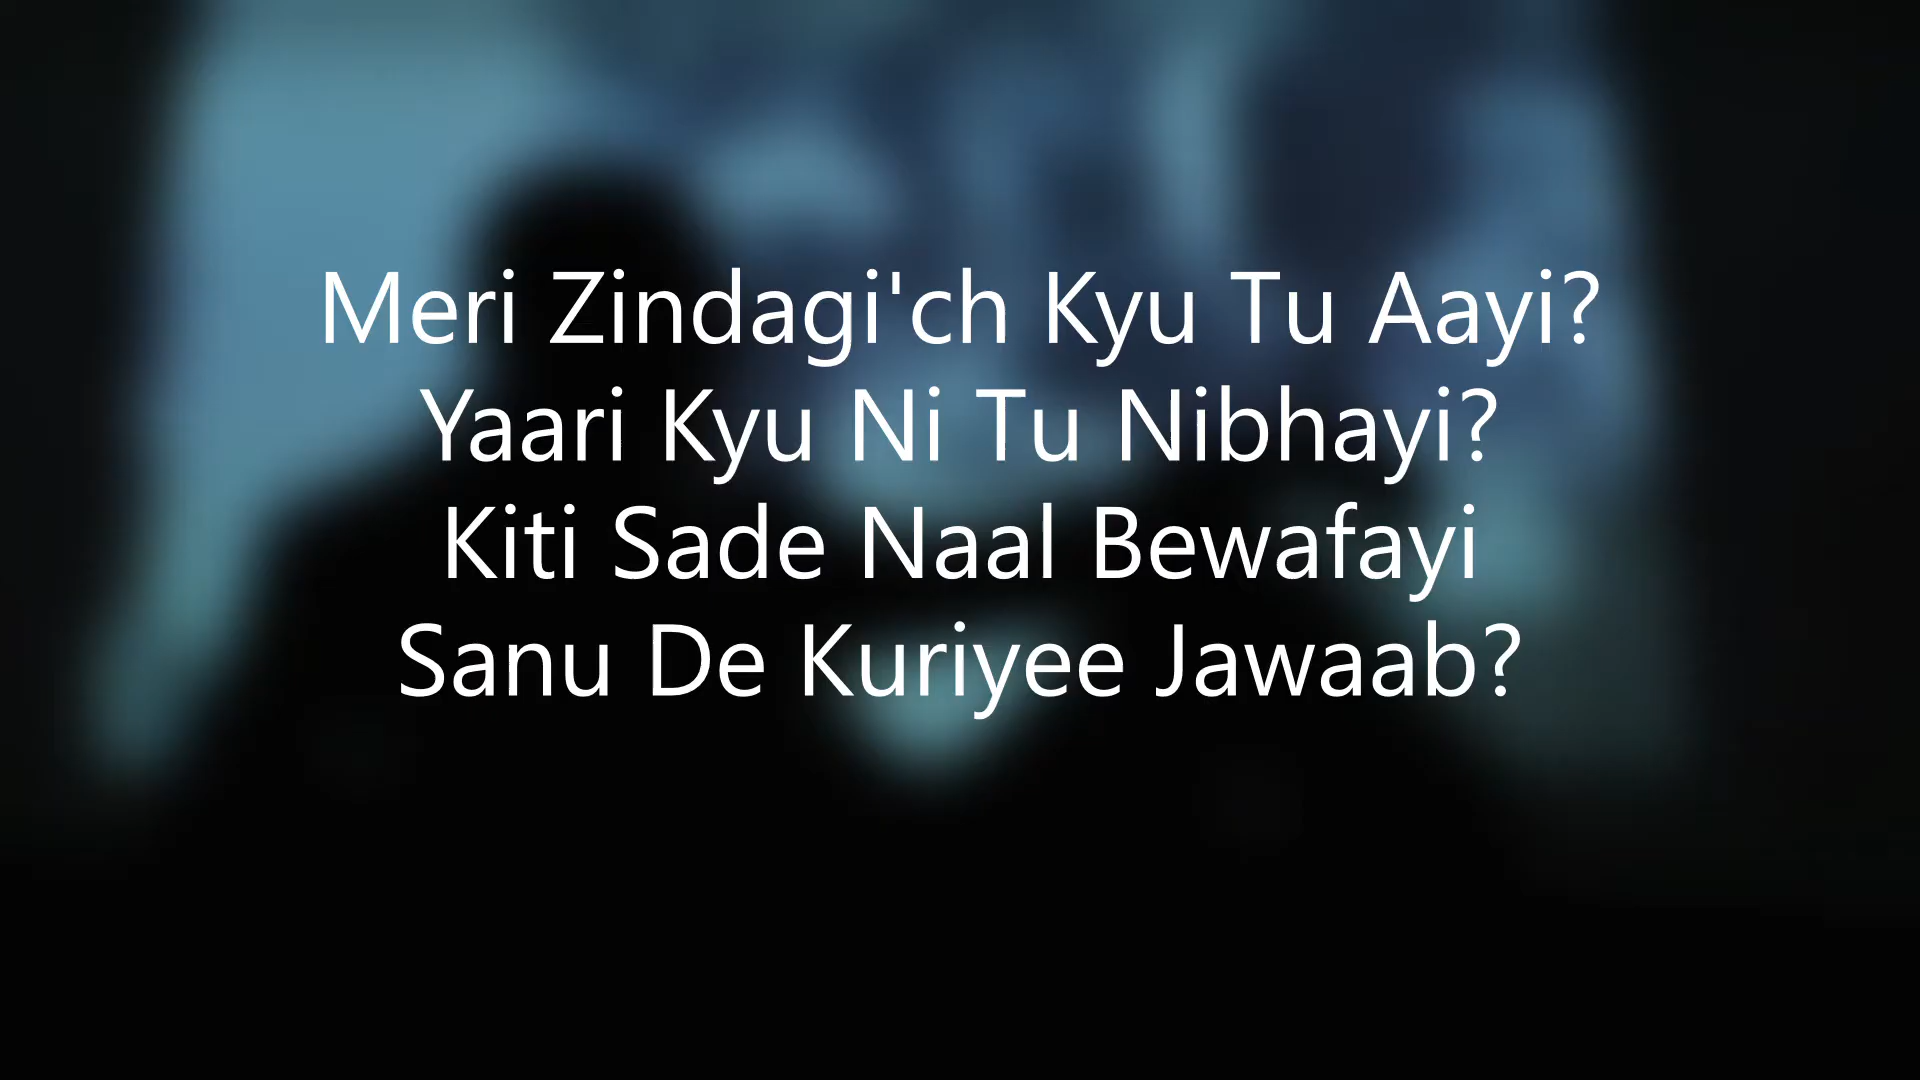 Meri Zindagi'ch Kyu Tu Aayi?
Yaari Kyu Ni Tu Nibhayi?
Kiti Sade Naal Bewafayi
Sanu De Kuriyee Jawaab?